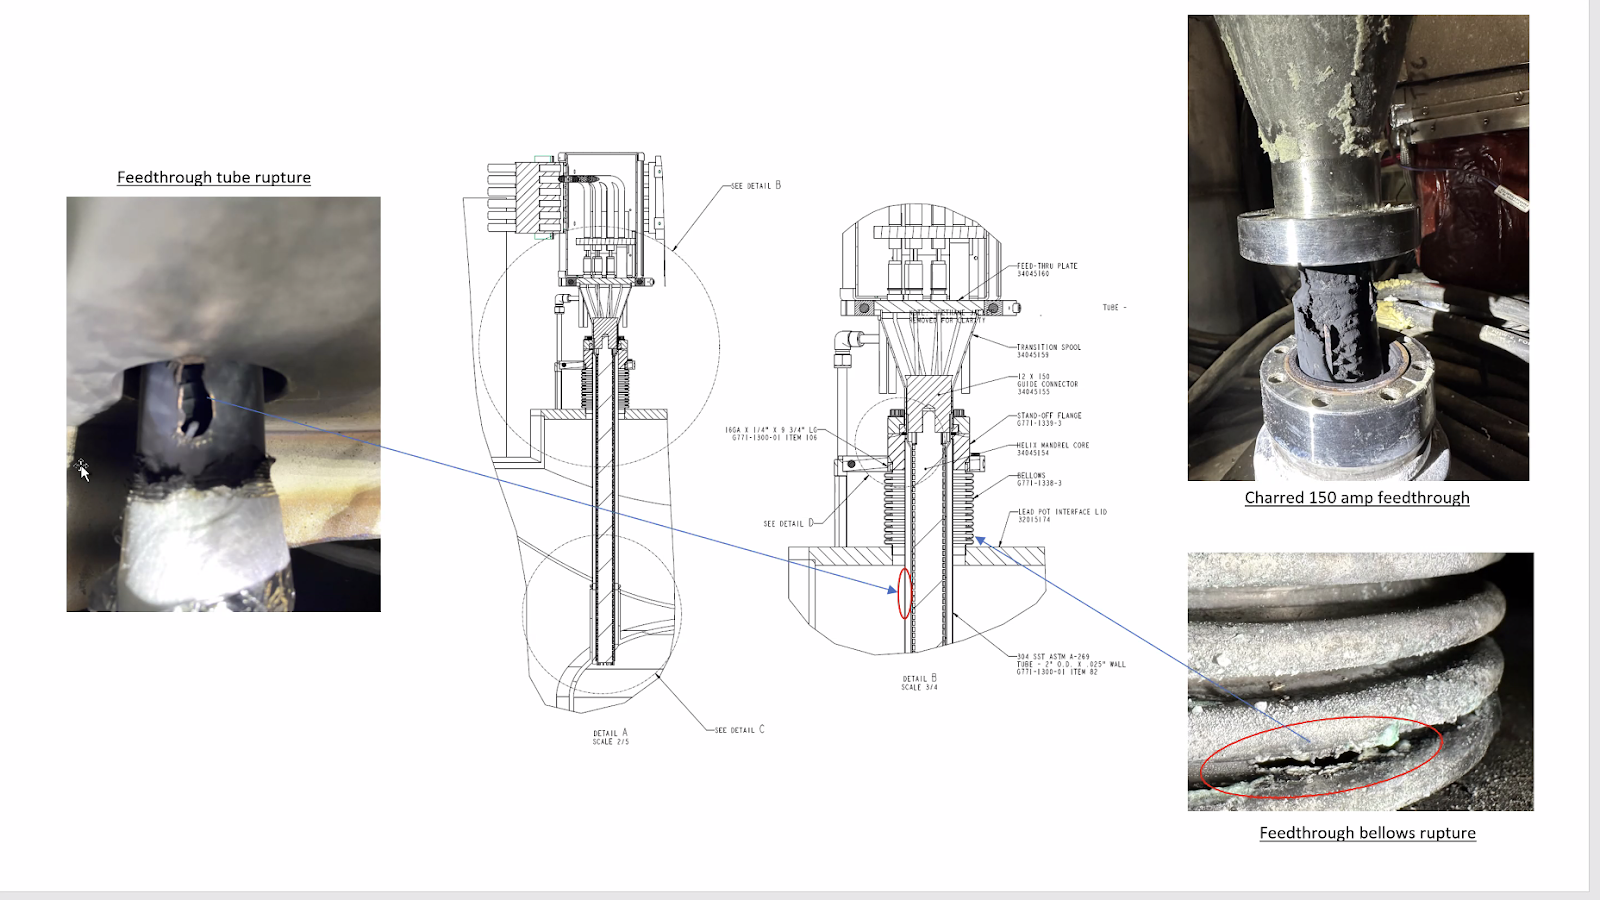 Feedthrough tube rupture
SEE DETAIL B
SEE DETAIL C
DETAIL A
SCALE 2/5
FEED-THRU PLATE
34045160
REMOVED FOR CLARITY
TUBE -
TRANSITION SPOOL
34045159
12 X 150
GUIDE CONNECTOR
34045155
STAND-OFF FLANGE
G771-1339-3
16GA X 1/4" X 9 3/4" LG
G771-1300-01 ITEM 106
HELIX MANDREL CORE
34045154
BELLOWS
G771-1338-3
SEE DETAIL D
LEAD POT INTERFACE LID
32015174
304 SST ASTM A-269
TUBE - 2" O.D. X .025" WALL
G771-1300-01 ITEM 82
DETAIL B
SCALE 3/4
Charred 150 amp feedthrough
Feedthrough bellows rupture